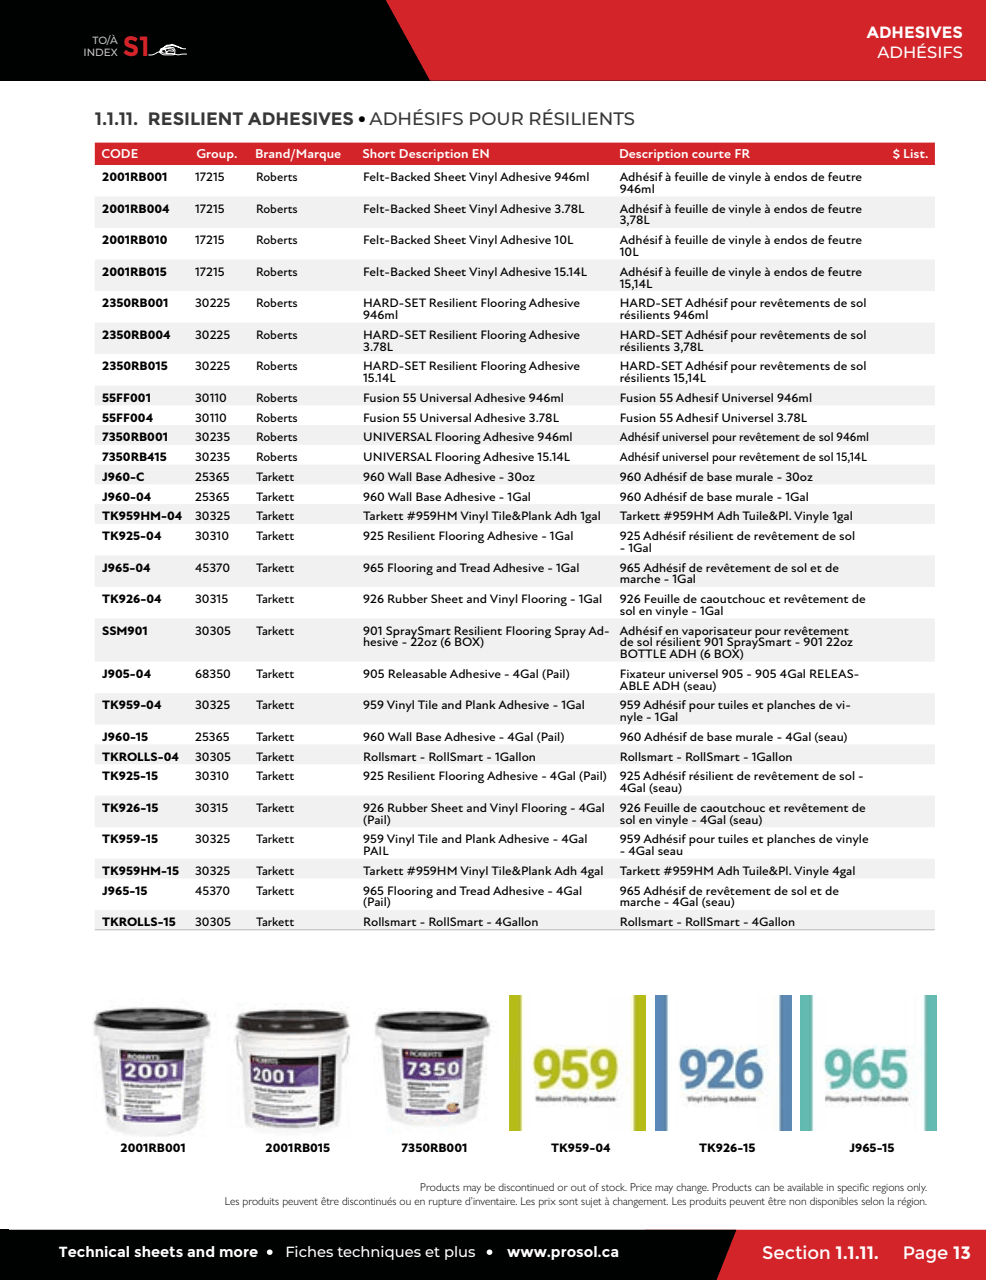 TO/À
INDEX S1
ADHESIVES
ADHÉSIFS
1.1.11. RESILIENT ADHESIVES • ADHÉSIFS POUR RÉSILIENTS
CODE Group. Brand/Marque Short Description EN Description courte FR $ List.
2001RB001 17215 Roberts Felt-Backed Sheet Vinyl Adhesive 946ml Adhésif à feuille de vinyle à endos de feutre
946ml
2001RB004 17215 Roberts Felt-Backed Sheet Vinyl Adhesive 3.78L Adhésif à feuille de vinyle à endos de feutre
3,78L
2001RB010 17215 Roberts Felt-Backed Sheet Vinyl Adhesive 10L Adhésif à feuille de vinyle à endos de feutre
10L
2001RB015 17215 Roberts Felt-Backed Sheet Vinyl Adhesive 15.14L Adhésif à feuille de vinyle à endos de feutre
15,14L
2350RB001 30225 Roberts HARD-SET Resilient Flooring Adhesive HARD-SET Adhésif pour revêtements de sol
946ml résilients 946ml
2350RB004 30225 Roberts HARD-SET Resilient Flooring Adhesive HARD-SET Adhésif pour revêtements de sol
3.78L résilients 3,78L
2350RB015 30225 Roberts HARD-SET Resilient Flooring Adhesive HARD-SET Adhésif pour revêtements de sol
15.14L résilients 15,14L
55FF001 30110 Roberts Fusion 55 Universal Adhesive 946ml Fusion 55 Adhesif Universel 946ml
55FF004 30110 Roberts Fusion 55 Universal Adhesive 3.78L Fusion 55 Adhesif Universel 3.78L
7350RB001 30235 Roberts UNIVERSAL Flooring Adhesive 946ml Adhésif universel pour revêtement de sol 946ml
7350RB415 30235 Roberts UNIVERSAL Flooring Adhesive 15.14L Adhésif universel pour revêtement de sol 15,14L
J960-C 25365 Tarkett 960 Wall Base Adhesive - 30oz 960 Adhésif de base murale - 30oz
J960-04 25365 Tarkett 960 Wall Base Adhesive - 1Gal 960 Adhésif de base murale - 1Gal
TK959HM-04 30325 Tarkett Tarkett #959HM Vinyl Tile&Plank Adh 1gal Tarkett #959HM Adh Tuile&Pl. Vinyle 1gal
TK925-04 30310 Tarkett 925 Resilient Flooring Adhesive - 1Gal 925 Adhésif résilient de revêtement de sol
- 1Gal
J965-04 45370 Tarkett 965 Flooring and Tread Adhesive - 1Gal 965 Adhésif de revêtement de sol et de
marche - 1Gal
TK926-04 30315 Tarkett 926 Rubber Sheet and Vinyl Flooring - 1Gal 926 Feuille de caoutchouc et revêtement de
sol en vinyle - 1Gal
SSM901 30305 Tarkett 901 SpraySmart Resilient Flooring Spray Ad- Adhésif en vaporisateur pour revêtement
hesive - 22oz (6 BOX) de sol résilient 901 SpraySmart - 901 22oz
BOTTLE ADH (6 BOX)
J905-04 68350 Tarkett 905 Releasable Adhesive - 4Gal (Pail) Fixateur universel 905 - 905 4Gal RELEAS-
ABLE ADH (seau)
TK959-04 30325 Tarkett 959 Vinyl Tile and Plank Adhesive - 1Gal 959 Adhésif pour tuiles et planches de vi-
nyle - 1Gal
J960-15 25365 Tarkett 960 Wall Base Adhesive - 4Gal (Pail) 960 Adhésif de base murale - 4Gal (seau)
TKROLLS-04 30305 Tarkett Rollsmart - RollSmart - 1Gallon Rollsmart - RollSmart - 1Gallon
TK925-15 30310 Tarkett 925 Resilient Flooring Adhesive - 4Gal (Pail) 925 Adhésif résilient de revêtement de sol -
4Gal (seau)
TK926-15 30315 Tarkett 926 Rubber Sheet and Vinyl Flooring - 4Gal 926 Feuille de caoutchouc et revêtement de
(Pail) sol en vinyle - 4Gal (seau)
TK959-15 30325 Tarkett 959 Vinyl Tile and Plank Adhesive - 4Gal 959 Adhésif pour tuiles et planches de vinyle
PAIL - 4Gal seau
TK959HM-15 30325 Tarkett Tarkett #959HM Vinyl Tile&Plank Adh 4gal Tarkett #959HM Adh Tuile&Pl. Vinyle 4gal
J965-15 45370 Tarkett 965 Flooring and Tread Adhesive - 4Gal 965 Adhésif de revêtement de sol et de
(Pail) marche - 4Gal (seau)
TKROLLS-15 30305 Tarkett Rollsmart - RollSmart - 4Gallon Rollsmart - RollSmart - 4Gallon
ROBERTS ROBERTS ROBERTS
2001 2001 7350 959 926 965
Resilient Flooring Adhesive Vinyl Flooring Adhesive Flooring and Tread Adhesive
2001RB001 2001RB015 7350RB001 TK959-04 TK926-15 J965-15
Products may be discontinued or out of stock. Price may change. Products can be available in specific regions only.
Les produits peuvent être discontinués ou en rupture d'inventaire. Les prix sont sujet à changement. Les produits peuvent être non disponibles selon la région.
Technical sheets and more • Fiches techniques et plus • www.prosol.ca
Section 1.1.11. Page 13